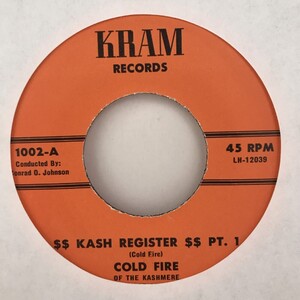 KRAM
RECORDS
1002-A
45 RPM
Conducted By:
LH-12039
onrad O. Johnson
$$ KASH REGISTER $$ PT. 1
(Cold Fire)
COLD FIRE
OF THE KASHMERE